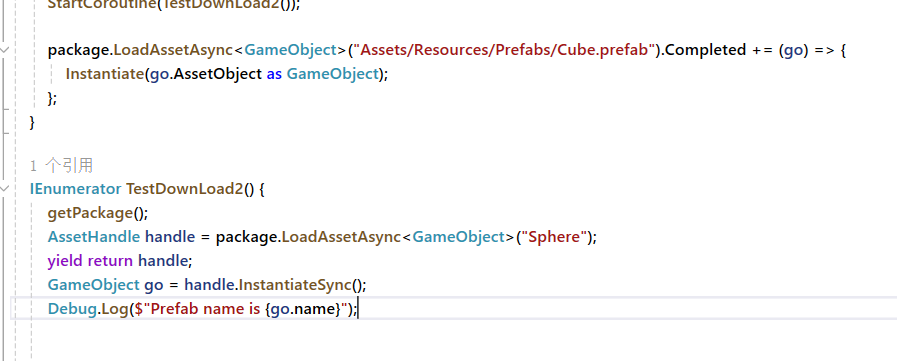 StartCoroutine(TestDownLoad2());
package.LoadAssetAsync<GameObject>("Assets/Resources/Prefabs/Cube.prefab").Completed += (go) => {
Instantiate(go.AssetObject as GameObject);
};
}
1 个引用
IEnumerator TestDownLoad2() {
getPackage();
AssetHandle handle = package.LoadAssetAsync<GameObject>("Sphere");
yield return handle;
GameObject go = handle.InstantiateSync();
Debug.Log($"Prefab name is {go.name}");